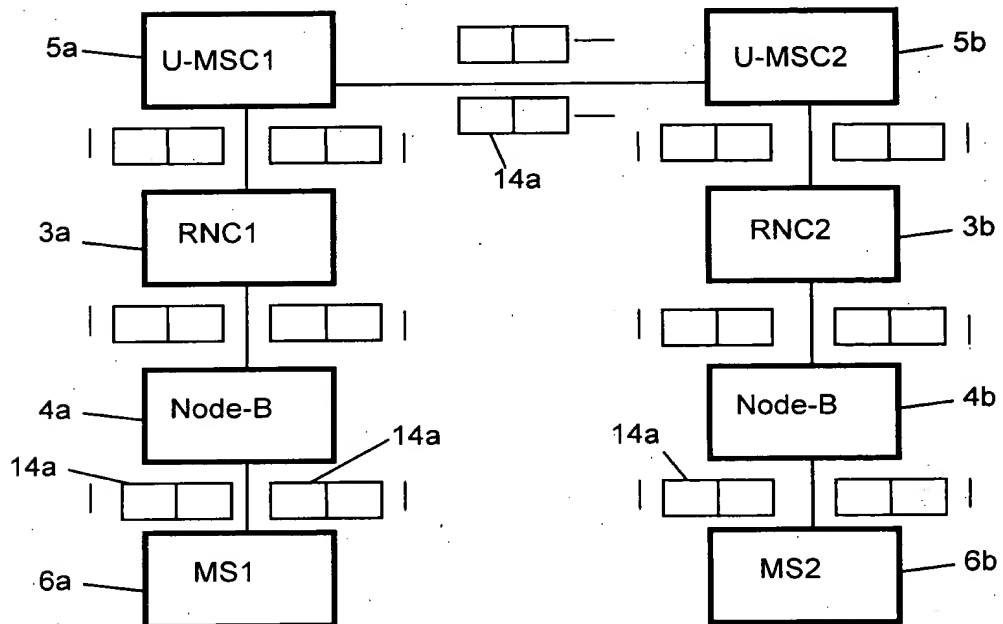 5a
U-MSC1
U-MSC2
5b
14a
3a
RNC1
RNC2
3b
4a
Node-B
Node-B
4b
14a
14a
14a
6a
MS1
MS2
6b